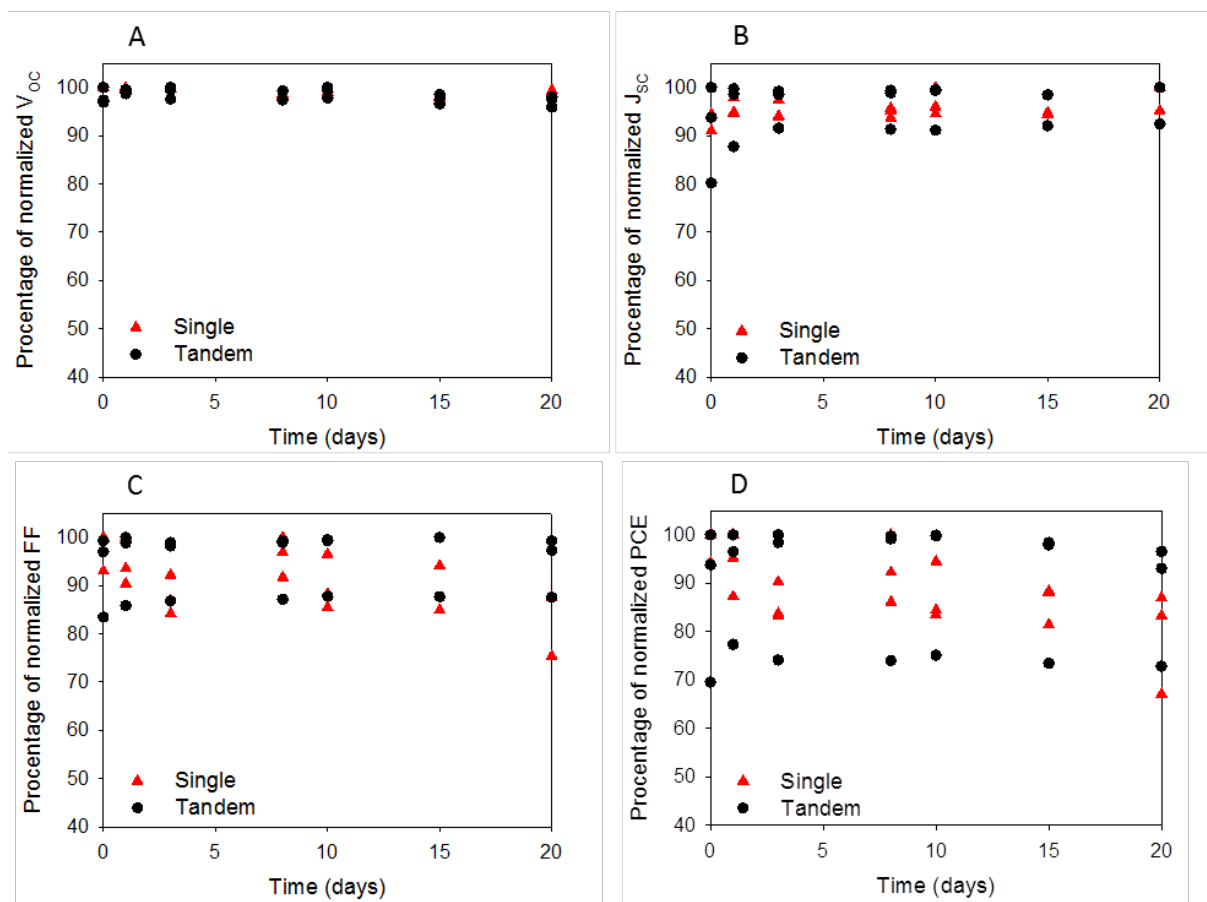 A
Procentage of normalized VOC
100
90
80
70
60
50
40
Single
Tandem
0 5 10 15 20
Time (days)
B
Procentage of normalized JSC
100
90
80
70
60
50
40
Single
Tandem
0 5 10 15 20
Time (days)
C
Procentage of normalized FF
100
90
80
70
60
50
40
Single
Tandem
0 5 10 15 20
Time (days)
D
Procentage of normalized PCE
100
90
80
70
60
50
40
Single
Tandem
0 5 10 15 20
Time (days)